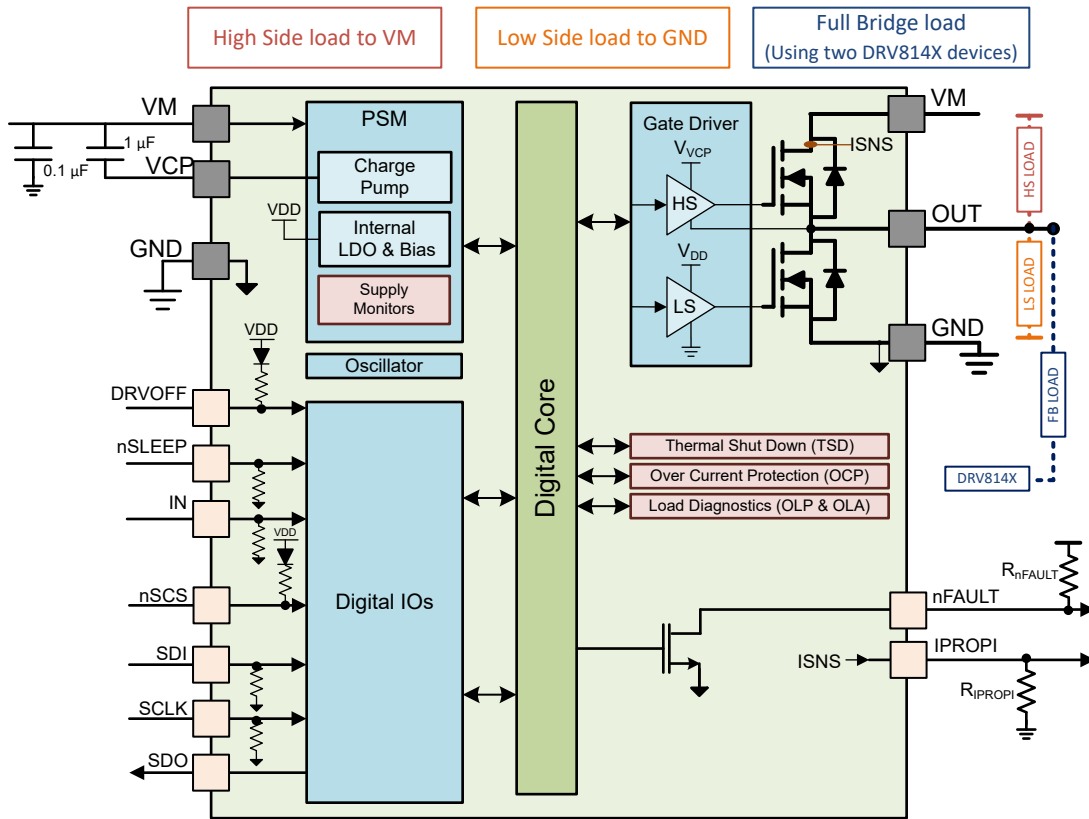 High Side load to VM
Low Side load to GND
Full Bridge load
(Using two DRV814X devices)
VM
1 µF
0.1 µF
VCP
GND
PSM
Charge
Pump
VDD
Internal
LDO & Bias
Supply
Monitors
Oscillator
VDD
DRVOFF
nSLEEP
IN
VDD
nSCS
SDI
SCLK
SDO
Digital IOs
Digital Core
Gate Driver
VVCP
HS
VDD
LS
ISNS
VM
OUT
GND
HS LOAD
LS LOAD
FB LOAD
DRV814X
Thermal Shut Down (TSD)
Over Current Protection (OCP)
Load Diagnostics (OLP & OLA)
RnFAULT
nFAULT
ISNS
IPROPI
RIPROPI